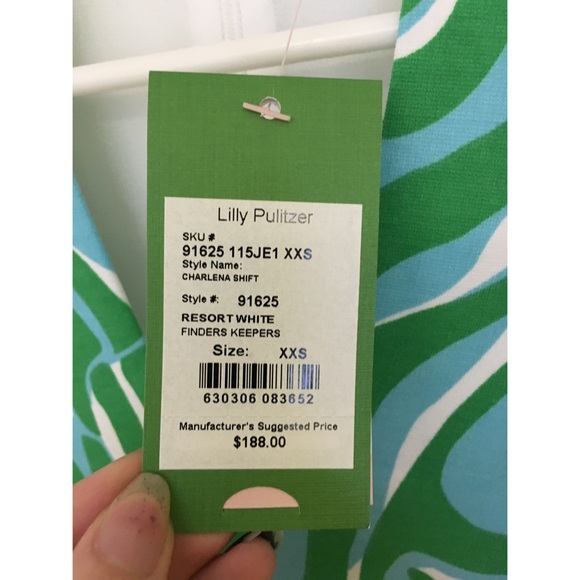 Lilly Pulitzer
SKU #
91625 115JE1 XXS
Style Name:
CHARLENA SHIFT
Style #: 91625
RESORT WHITE
FINDERS KEEPERS
Size: XXS
630306 083652
Manufacturer's Suggested Price
$188.00